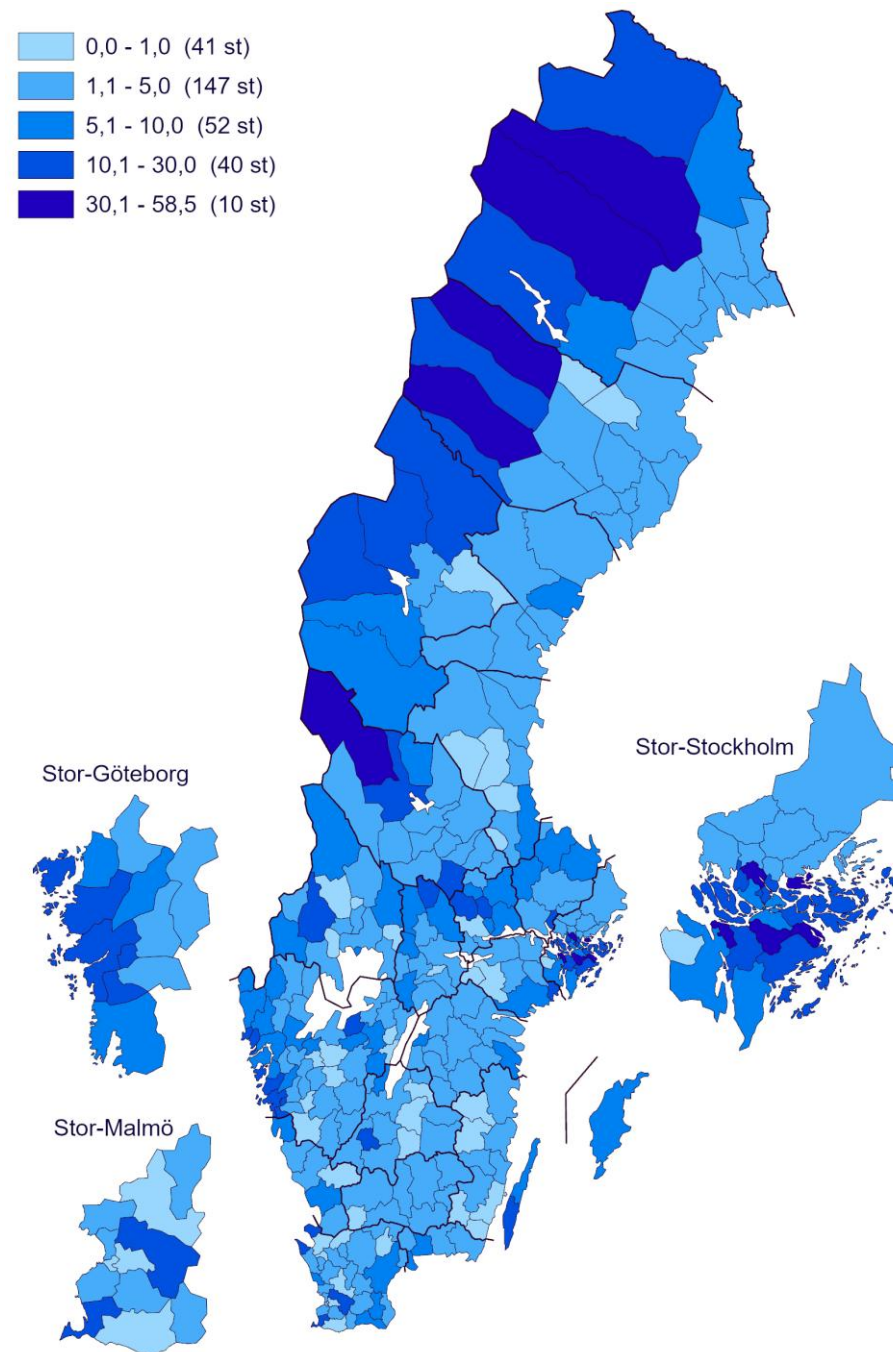 0,0 - 1,0 (41 st)
1,1 - 5,0 (147 st)
5,1 - 10,0 (52 st)
10,1 - 30,0 (40 st)
30,1 - 58,5 (10 st)
Stor-Göteborg
Stor-Stockholm
Stor-Malmö